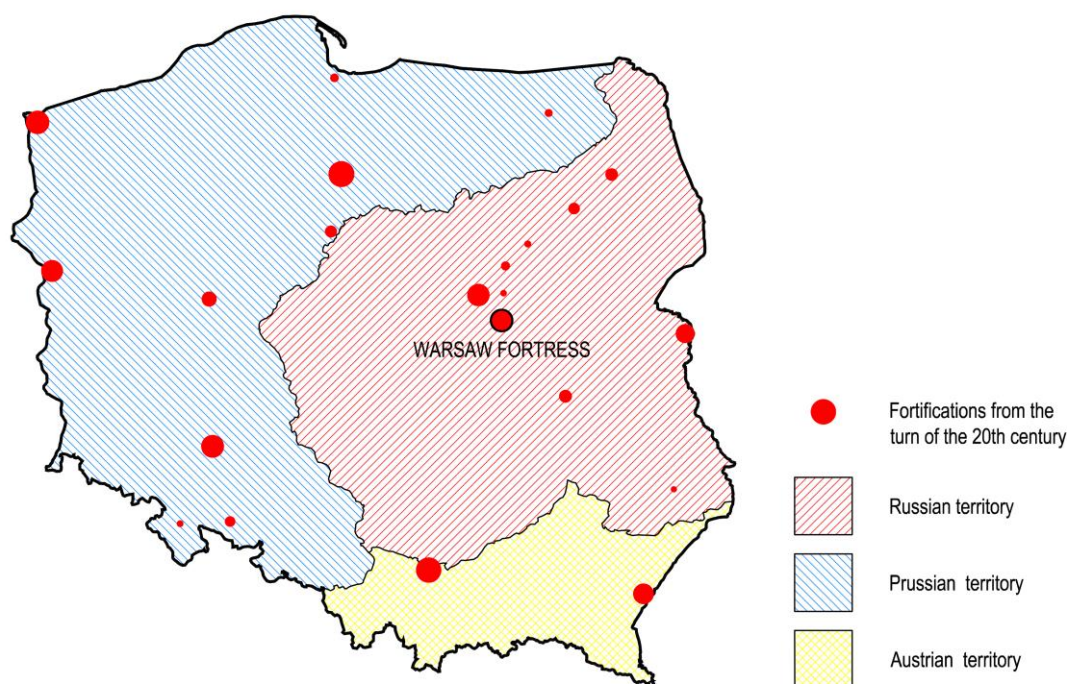 WARSAW FORTRESS
Fortifications from the
turn of the 20th century
Russian territory
Prussian territory
Austrian territory